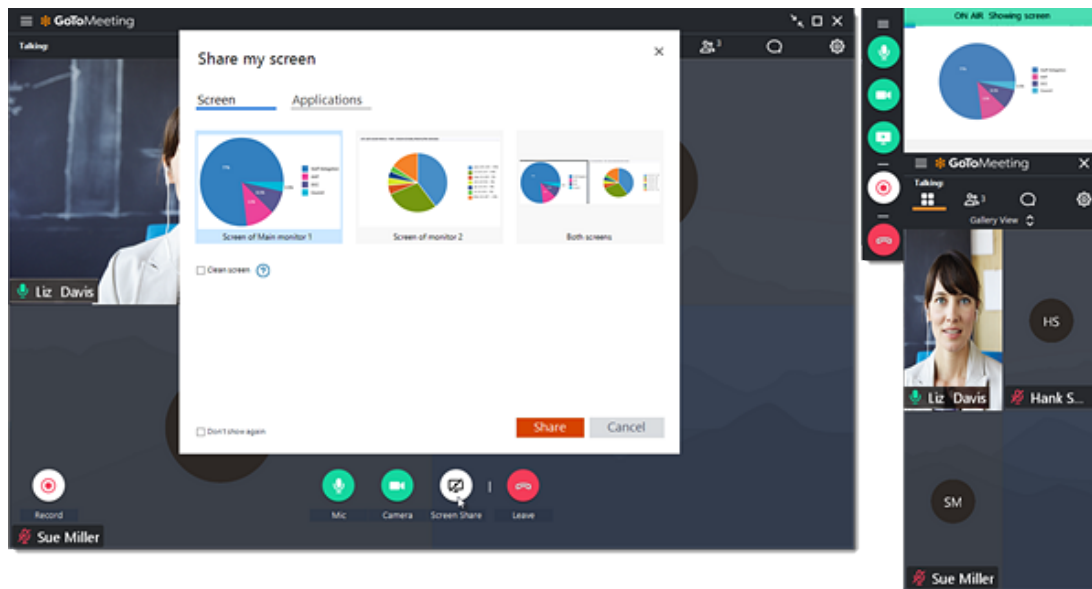 GoToMeeting
Talking:
3
Share my screen
Screen
Applications
Screen of Main monitor 1
Screen of monitor 2
Both screens
Clean screen
?
Don't show again
Share
Cancel
Liz Davis
Record
Mic
Camera
Screen Share
Leave
Sue Miller
ON AIR Showing screen
GoToMeeting
Talking:
3
Gallery View
HS
Liz Davis
Hank S...
SM
Sue Miller